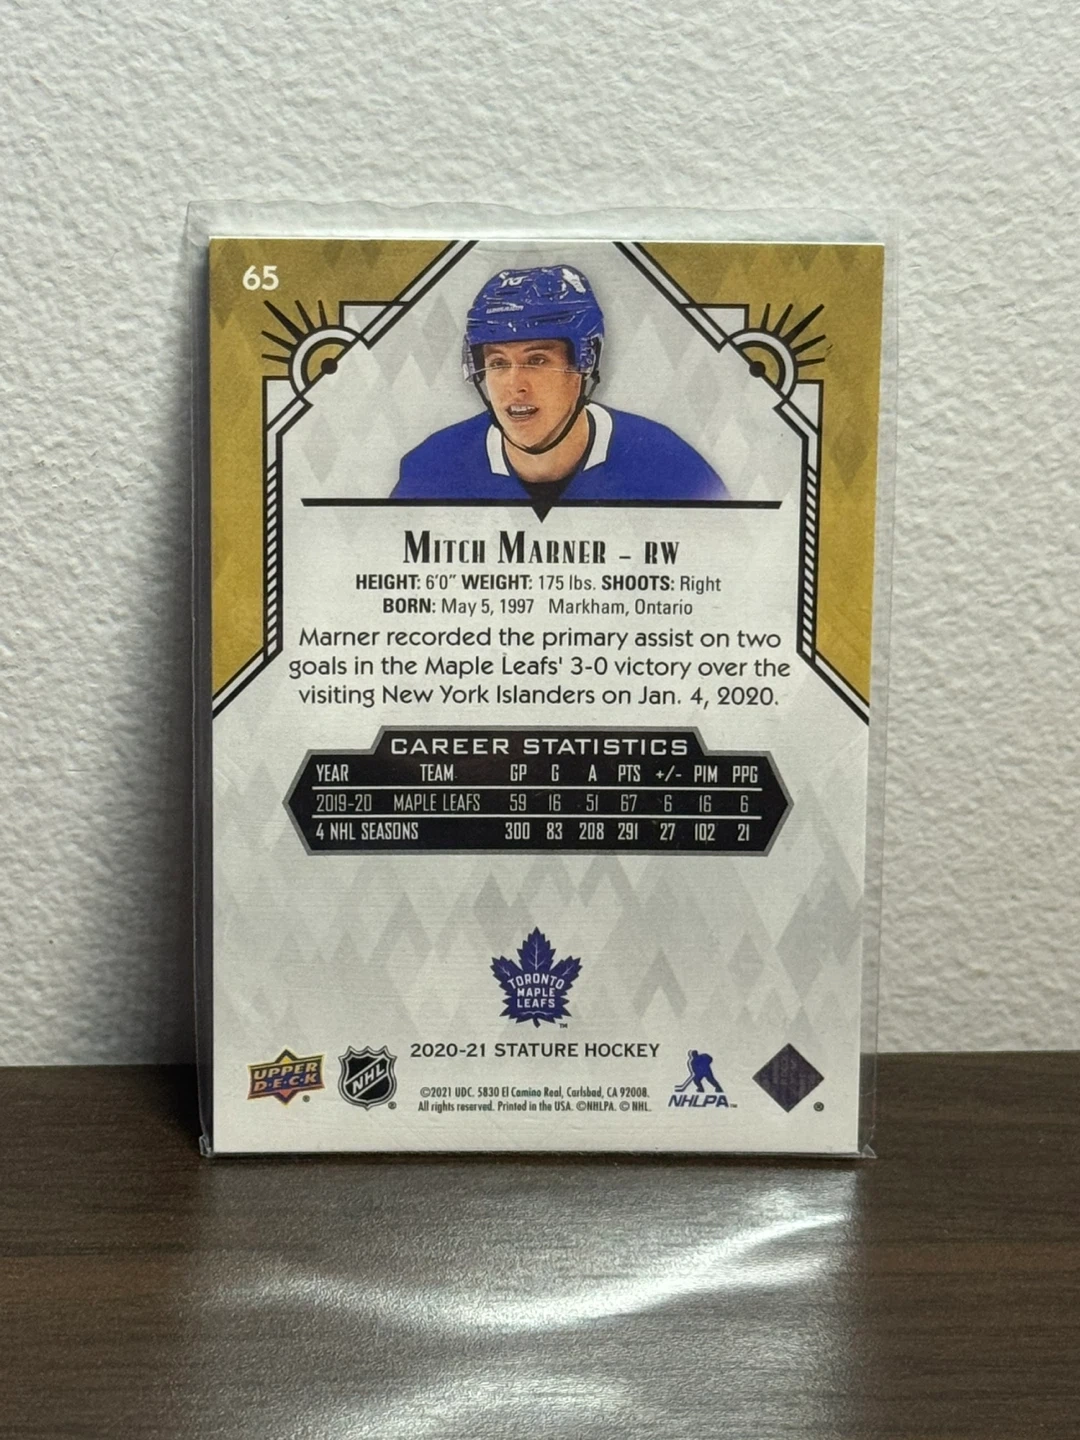 65
MITCH MARNER – RW
HEIGHT: 6'0" WEIGHT: 175 lbs. SHOOTS: Right
BORN: May 5, 1997 Markham, Ontario
Marner recorded the primary assist on two
goals in the Maple Leafs' 3-0 victory over the
visiting New York Islanders on Jan. 4, 2020.
CAREER STATISTICS
YEAR TEAM GP G A PTS +/- PIM PPG
2019-20 MAPLE LEAFS 59 16 51 67 6 16 6
4 NHL SEASONS 300 83 208 291 27 102 21
TORONTO
MAPLE
LEAFS
™
2020-21 STATURE HOCKEY
UPPER
DECK
®
NHL
®
©2021 UDC. 5830 El Camino Real, Carlsbad, CA 92008.
All rights reserved. Printed in the USA. ©NHLPA. © NHL.
NHLPA™
®